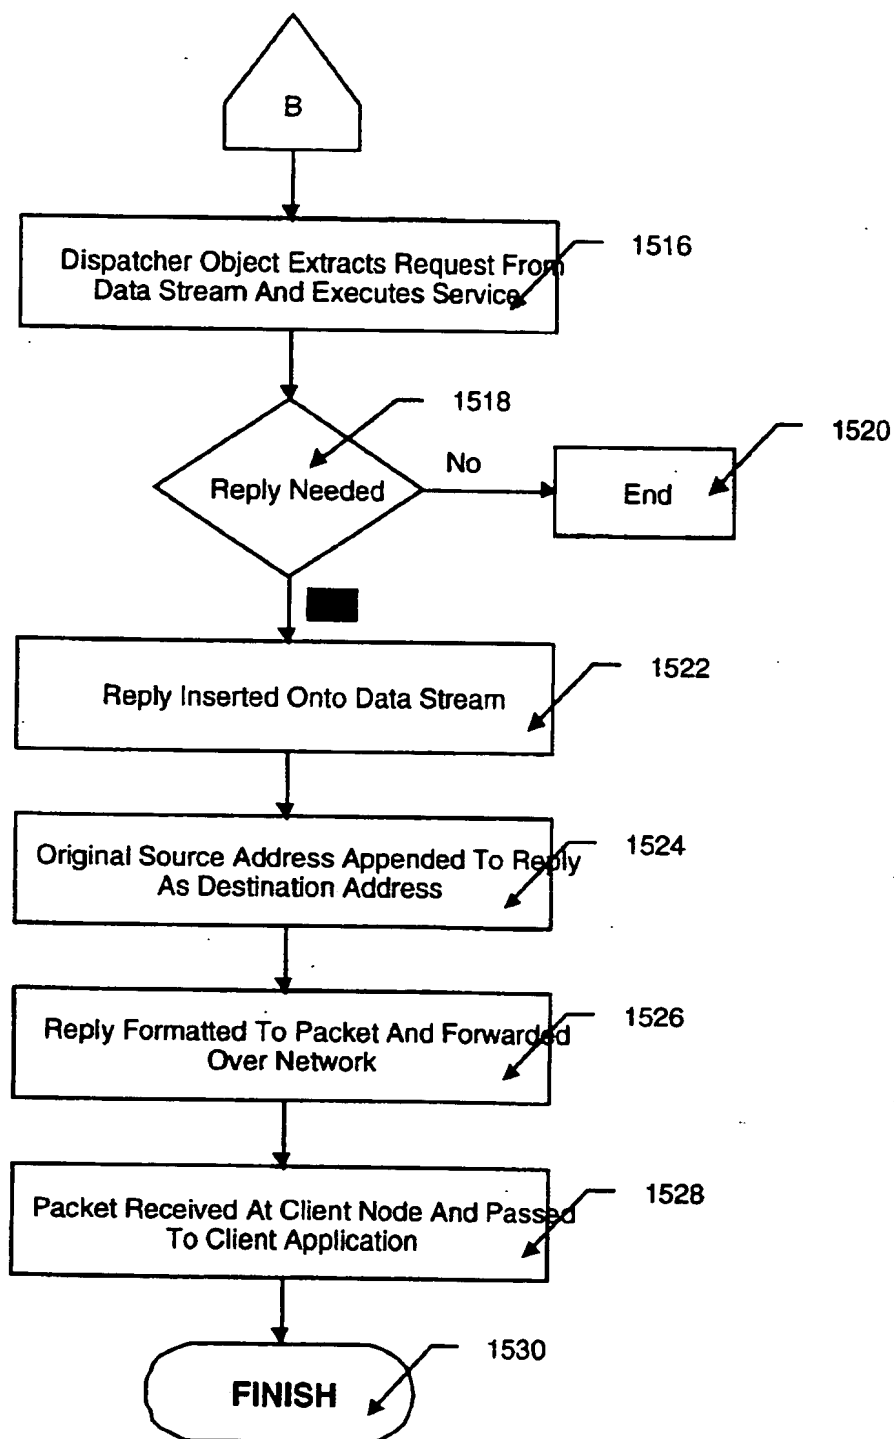 B
Dispatcher Object Extracts Request From
Data Stream And Executes Service
1516
1518
Reply Needed
No
End
1520
Reply Inserted Onto Data Stream
1522
Original Source Address Appended To Reply
As Destination Address
1524
Reply Formatted To Packet And Forwarded
Over Network
1526
Packet Received At Client Node And Passed
To Client Application
1528
FINISH
1530